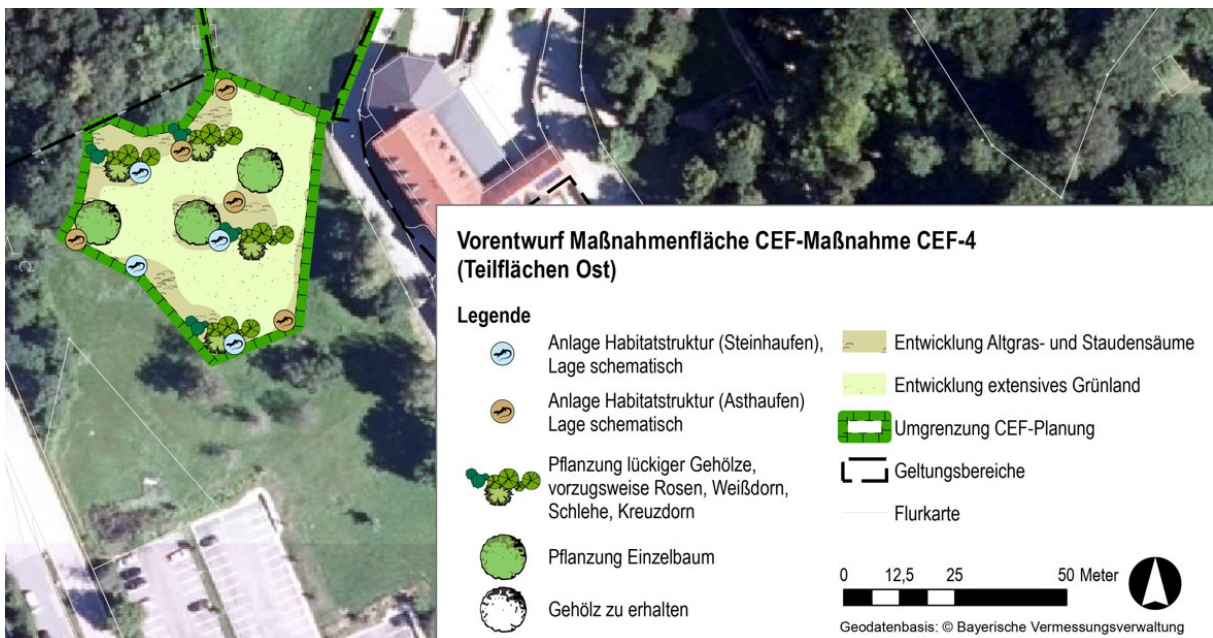 Vorentwurf Maßnahmenfläche CEF-Maßnahme CEF-4
(Teilflächen Ost)
Legende
Anlage Habitatstruktur (Steinhaufen),
Lage schematisch
Anlage Habitatstruktur (Asthaufen)
Lage schematisch
Pflanzung lückiger Gehölze,
vorzugsweise Rosen, Weißdorn,
Schlehe, Kreuzdorn
Pflanzung Einzelbaum
Gehölz zu erhalten
Entwicklung Altgras- und Staudensäume
Entwicklung extensives Grünland
Umgrenzung CEF-Planung
Geltungsbereiche
Flurkarte
0 12,5 25 50 Meter
Geodatenbasis: © Bayerische Vermessungsverwaltung